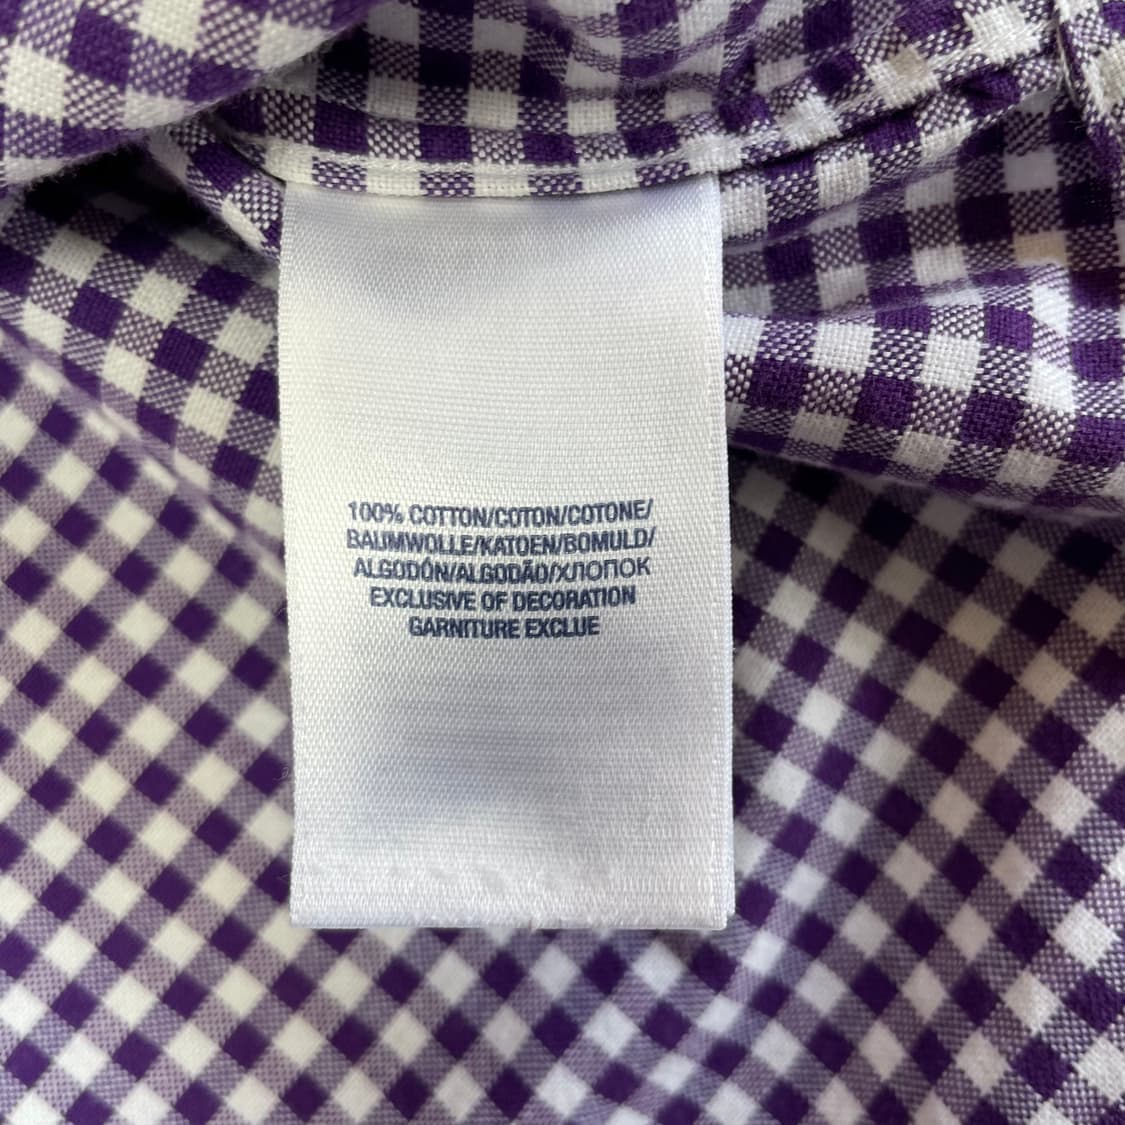 100% COTTON/COTON/COTONE/
BAUMWOLLE/KATOEN/BOMULD/
ALGODÓN/ALGODÃO/ХЛОПОК
EXCLUSIVE OF DECORATION
GARNITURE EXCLUE